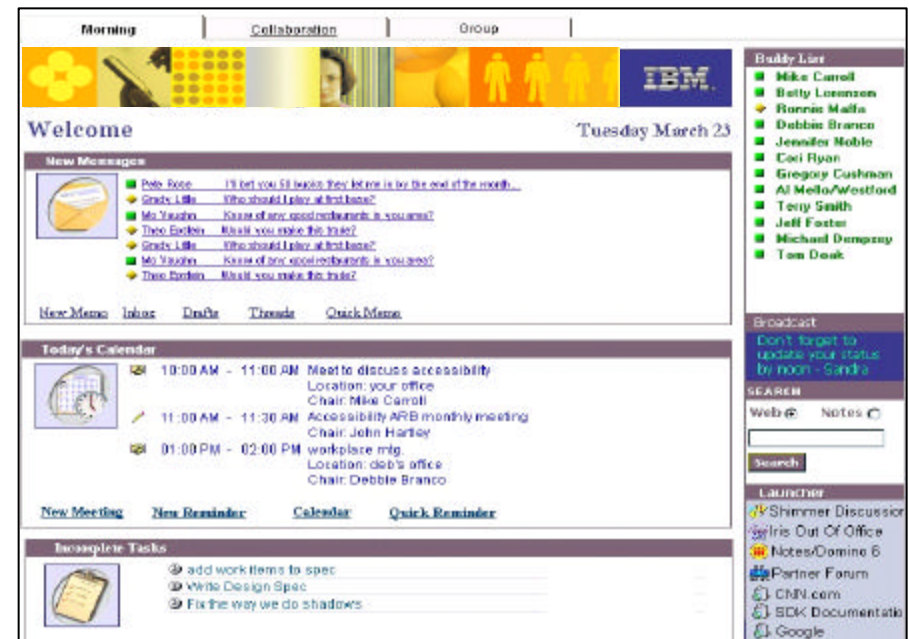 Morning
Collaboration
Group
IBM.
Welcome
Tuesday March 23
New Messages
Pete Rose I'll bet you 50 bucks they let me in by the end of the month...
Grady Little Who should I play at first base?
Mo Vaughn Know of any good restaurants in you area?
Theo Epstein Would you make this trade?
Grady Little Who should I play at first base?
Mo Vaughn Know of any good restaurants in you area?
Theo Epstein Would you make this trade?
New Memo Inbox Drafts Threads Quick Memo
Today's Calendar
10:00 AM - 11:00 AM Meet to discuss accessibility
Location: your office
Chair: Mike Carroll
11:00 AM - 11:30 AM Accessibility ARB monthly meeting
Chair: John Hartley
01:00 PM - 02:00 PM workplace mtg.
Location: deb's office
Chair: Debbie Branco
New Meeting New Reminder Calendar Quick Reminder
Incomplete Tasks
add work items to spec
Write Design Spec
Fix the way we do shadows
Buddy List
Mike Carroll
Betty Lorenzen
Ronnie Maffa
Debbie Branco
Jennifer Noble
Cori Ryan
Gregory Cushman
Al Mello/Westford
Terry Smith
Jeff Foster
Michael Dempsey
Tom Doak
Broadcast
Don't forget to
update your status
by noon - Sandra
SEARCH
Web Notes
Search
Launcher
Shimmer Discussion
Iris Out Of Office
Notes/Domino 6
Partner Forum
CNN.com
SDK Documentatio
Google